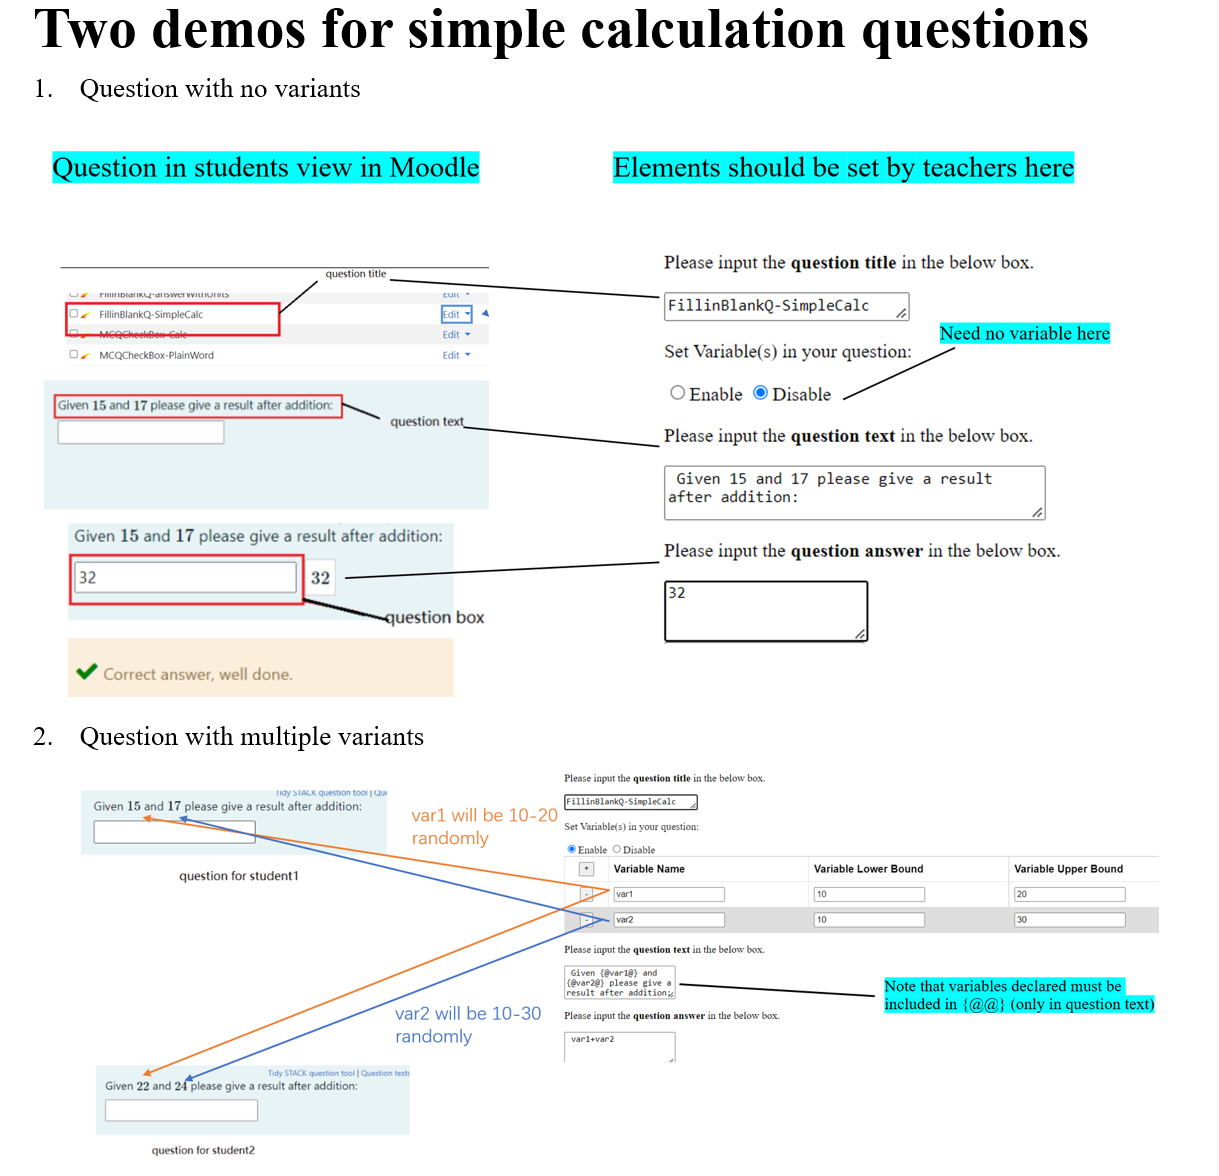 Two demos for simple calculation questions
1. Question with no variants
Question in students view in Moodle
Elements should be set by teachers here
question title
FillinBlankQ-answerWithUnits
Edit
FillinBlankQ-SimpleCalc
Edit
MCQCheckBox-Calc
Edit
MCQCheckBox-PlainWord
Edit
Given 15 and 17 please give a result after addition:
question text
Given 15 and 17 please give a result after addition:
32
32
question box
Correct answer, well done.
Please input the question title in the below box.
FillinBlankQ-SimpleCalc
Need no variable here
Set Variable(s) in your question:
Enable Disable
Please input the question text in the below box.
Given 15 and 17 please give a result
after addition:
Please input the question answer in the below box.
32
2. Question with multiple variants
Tidy STACK question tool | Qu
Given 15 and 17 please give a result after addition:
question for student1
var1 will be 10-20
randomly
Please input the question title in the below box.
FillinBlankQ-SimpleCalc
Set Variable(s) in your question:
Enable Disable
+ Variable Name Variable Lower Bound Variable Upper Bound
- var1 10 20
- var2 10 30
Please input the question text in the below box.
Given {@var1@} and
{@var2@} please give a
result after addition:
Note that variables declared must be
included in {@@} (only in question text)
Please input the question answer in the below box.
var1+var2
var2 will be 10-30
randomly
Tidy STACK question tool | Question tests
Given 22 and 24 please give a result after addition:
question for student2